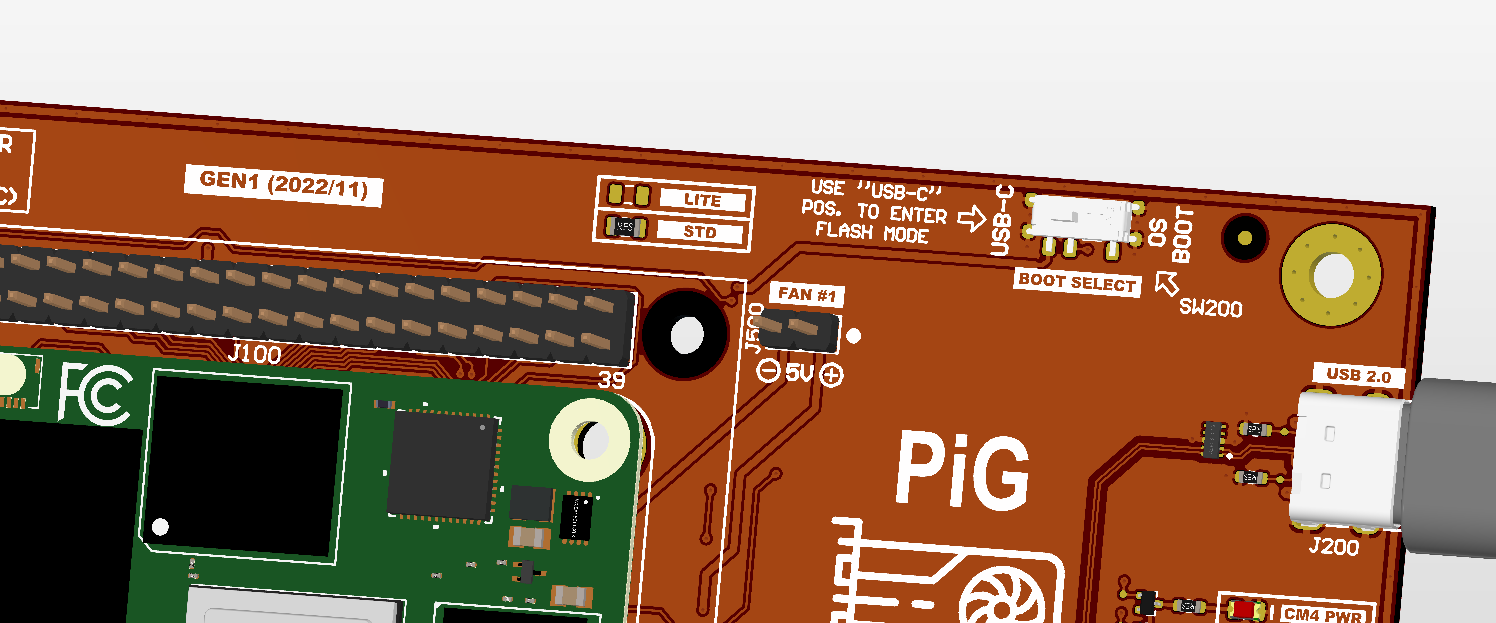 R
C)
GEN1 (2022/11)
LITE
STD
USE "USB-C"
POS. TO ENTER
FLASH MODE
USB-C
OS
BOOT
BOOT SELECT
SW200
FAN #1
J500
5V
J100
39
FC
USB 2.0
J200
PiG
CM4 PWR